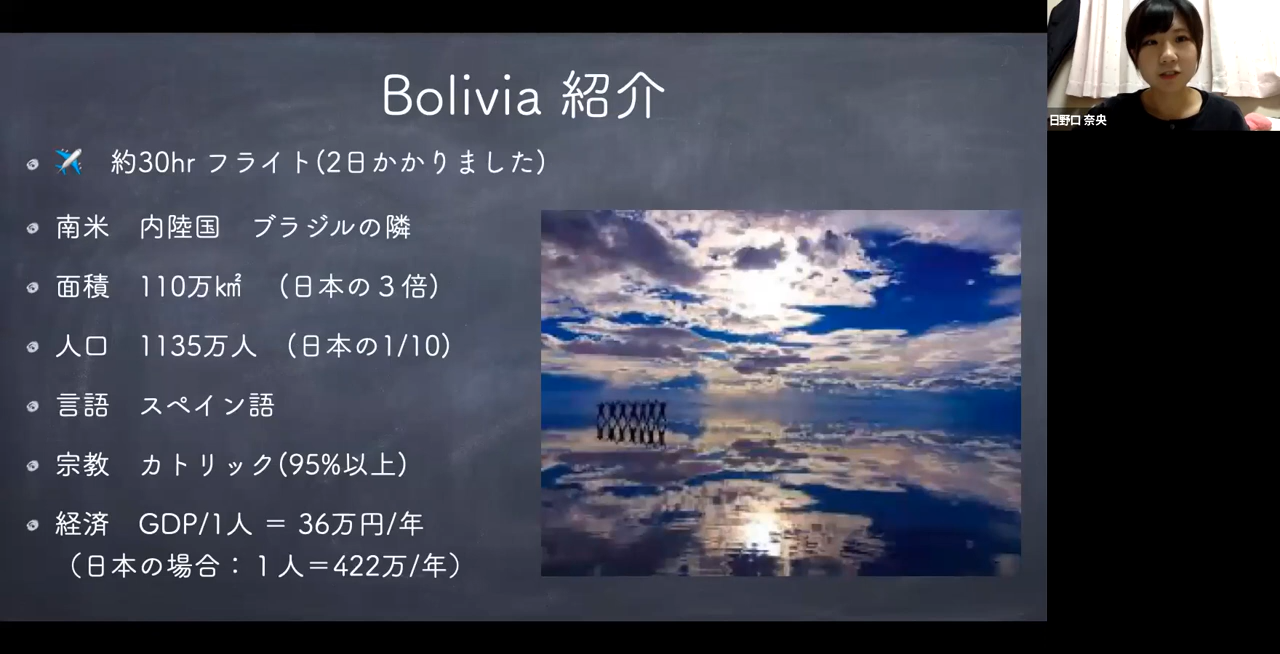 Bolivia 紹介
約30hr フライト(2日かかりました)
南米　内陸国　ブラジルの隣
面積　110万㎢　(日本の３倍)
人口　1135万人　(日本の1/10)
言語　スペイン語
宗教　カトリック(95%以上)
経済　GDP/1人 ＝ 36万円/年
（日本の場合：１人＝422万/年）
日野口 奈央